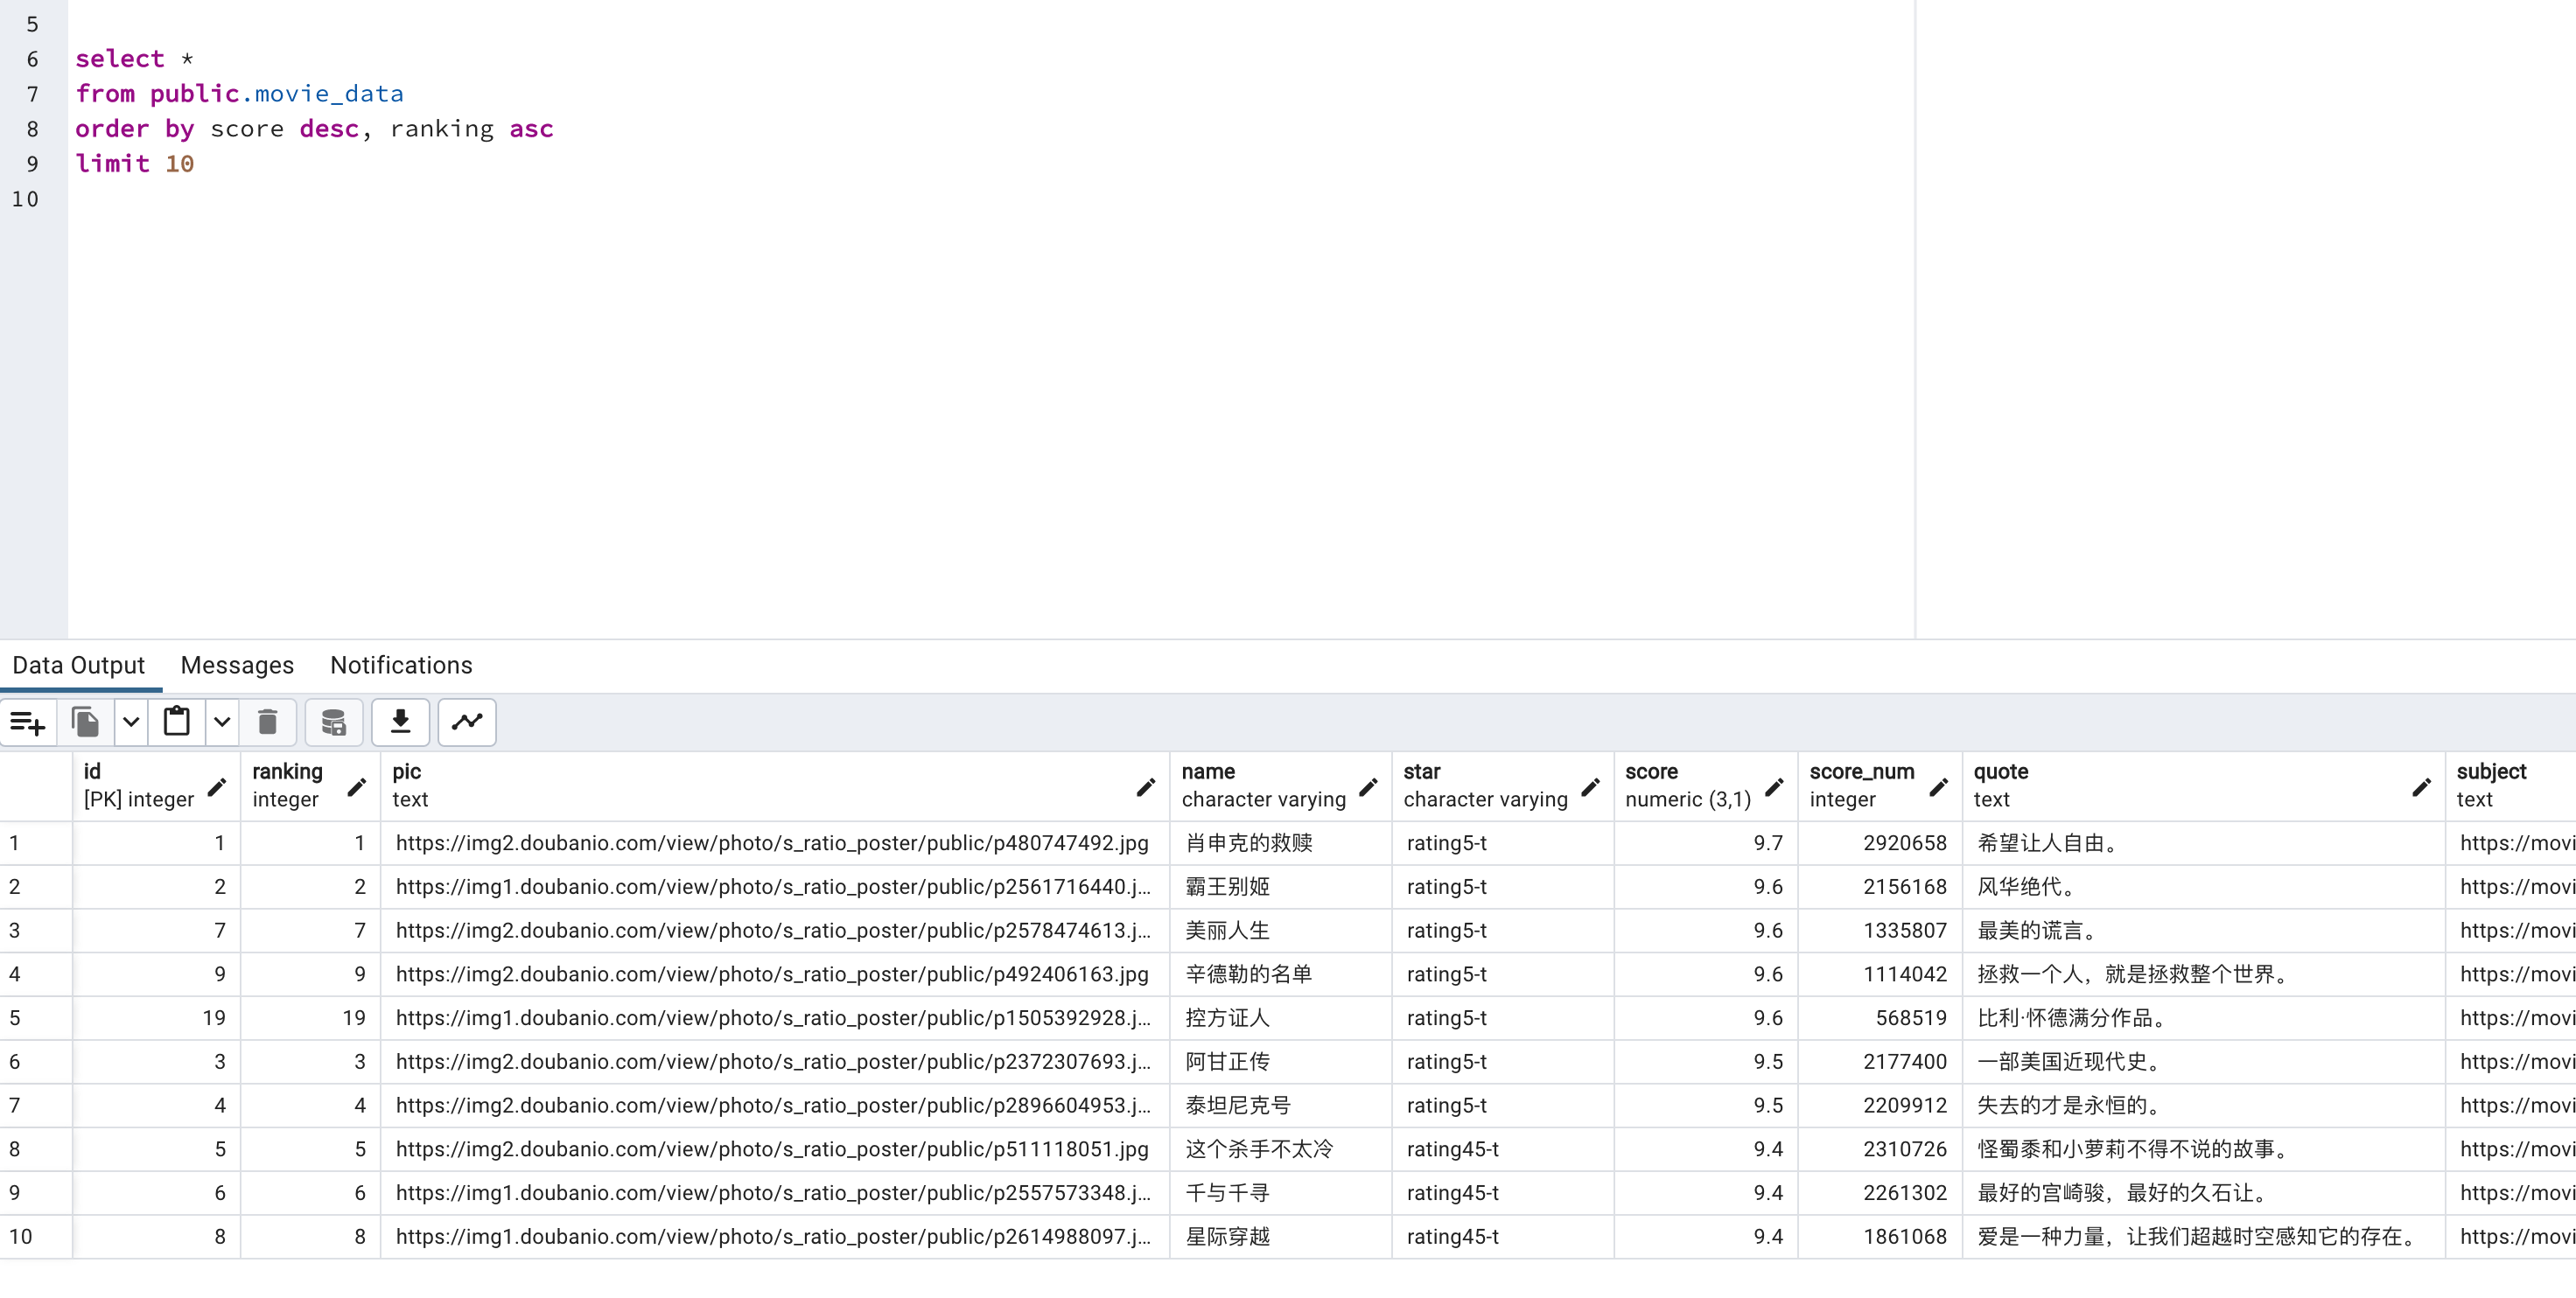 5
6 select *
7 from public.movie_data
8 order by score desc, ranking asc
9 limit 10
10
Data Output Messages Notifications
id ranking pic name star score score_num quote subject
[PK] integer integer text character varying character varying numeric (3,1) integer text text
1 1 1 https://img2.doubanio.com/view/photo/s_ratio_poster/public/p480747492.jpg 肖申克的救赎 rating5-t 9.7 2920658 希望让人自由。 https://movi
2 2 2 https://img1.doubanio.com/view/photo/s_ratio_poster/public/p2561716440.j... 霸王别姬 rating5-t 9.6 2156168 风华绝代。 https://movi
3 7 7 https://img2.doubanio.com/view/photo/s_ratio_poster/public/p2578474613.j... 美丽人生 rating5-t 9.6 1335807 最美的谎言。 https://movi
4 9 9 https://img2.doubanio.com/view/photo/s_ratio_poster/public/p492406163.jpg 辛德勒的名单 rating5-t 9.6 1114042 拯救一个人，就是拯救整个世界。 https://movi
5 19 19 https://img1.doubanio.com/view/photo/s_ratio_poster/public/p1505392928.j... 控方证人 rating5-t 9.6 568519 比利·怀德满分作品。 https://movi
6 3 3 https://img2.doubanio.com/view/photo/s_ratio_poster/public/p2372307693.j... 阿甘正传 rating5-t 9.5 2177400 一部美国近现代史。 https://movi
7 4 4 https://img2.doubanio.com/view/photo/s_ratio_poster/public/p2896604953.j... 泰坦尼克号 rating5-t 9.5 2209912 失去的才是永恒的。 https://movi
8 5 5 https://img2.doubanio.com/view/photo/s_ratio_poster/public/p511118051.jpg 这个杀手不太冷 rating45-t 9.4 2310726 怪蜀黍和小萝莉不得不说的故事。 https://movi
9 6 6 https://img1.doubanio.com/view/photo/s_ratio_poster/public/p2557573348.j... 千与千寻 rating45-t 9.4 2261302 最好的宫崎骏，最好的久石让。 https://movi
10 8 8 https://img1.doubanio.com/view/photo/s_ratio_poster/public/p2614988097.j... 星际穿越 rating45-t 9.4 1861068 爱是一种力量，让我们超越时空感知它的存在。 https://movi